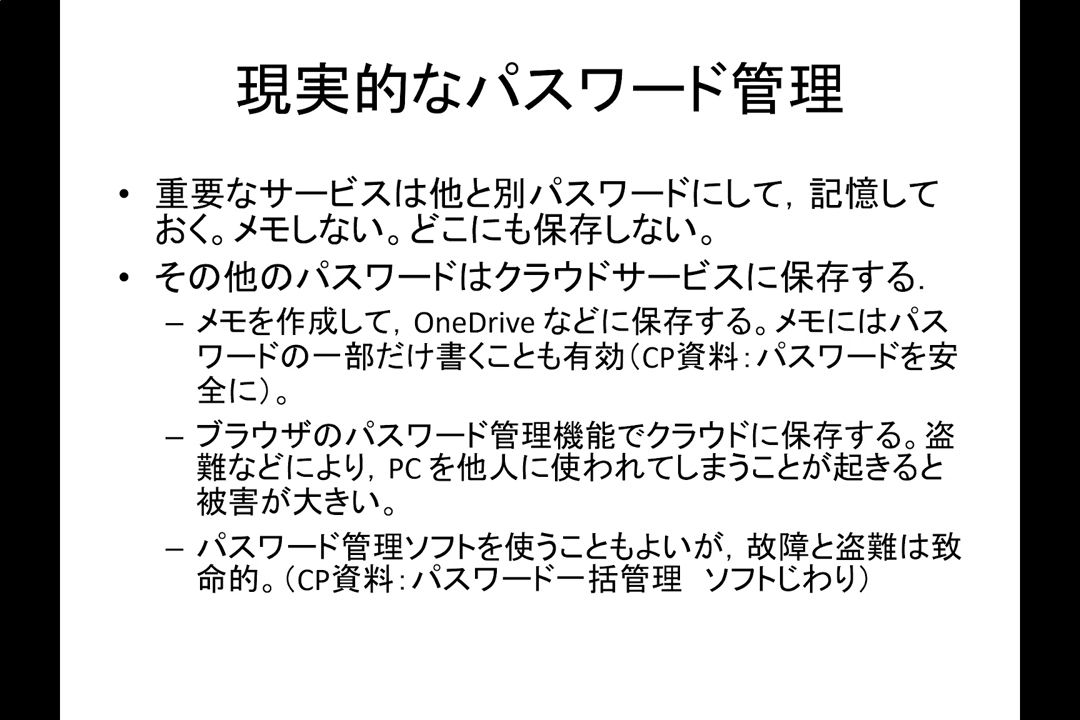 現実的なパスワード管理
• 重要なサービスは他と別パスワードにして，記憶して
おく。メモしない。どこにも保存しない。
• その他のパスワードはクラウドサービスに保存する．
– メモを作成して，OneDrive などに保存する。メモにはパス
ワードの一部だけ書くことも有効（CP資料：パスワードを安
全に）。
– ブラウザのパスワード管理機能でクラウドに保存する。盗
難などにより，PC を他人に使われてしまうことが起きると
被害が大きい。
– パスワード管理ソフトを使うこともよいが，故障と盗難は致
命的。（CP資料：パスワード一括管理　ソフトじわり）